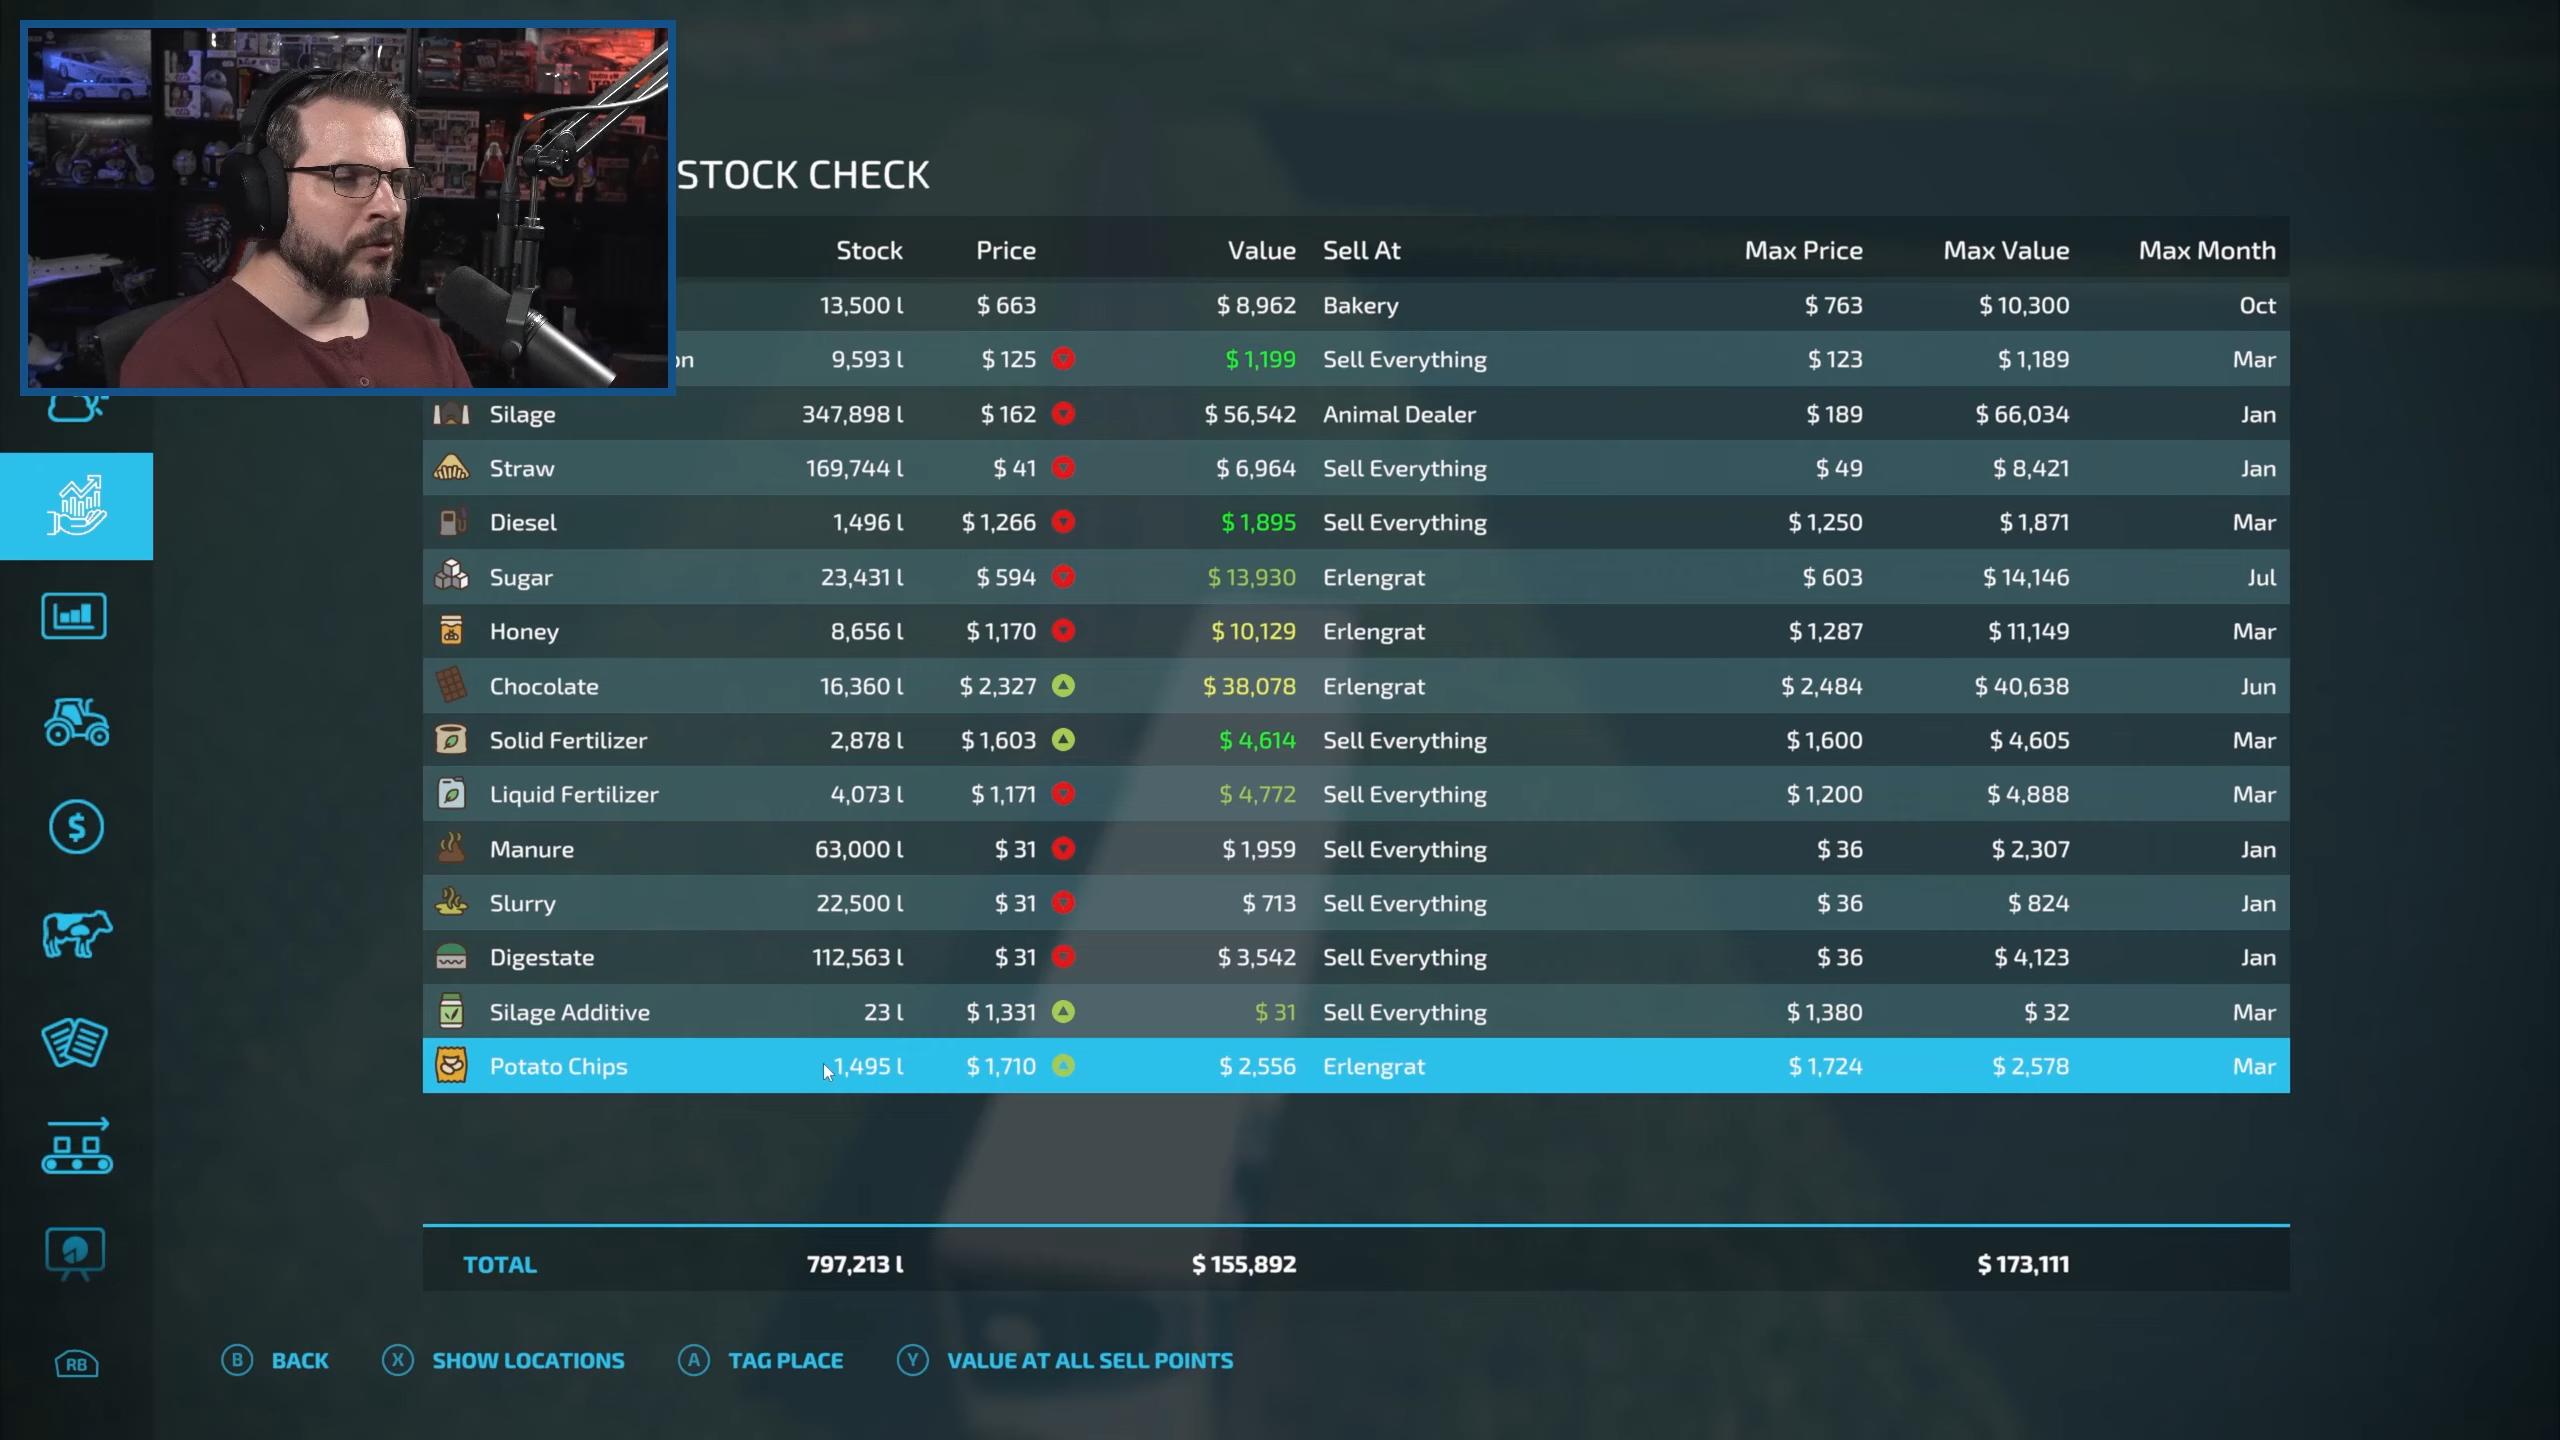 STOCK CHECK
Stock Price Value Sell At Max Price Max Value Max Month
13,500 l $ 663 $ 8,962 Bakery $ 763 $ 10,300 Oct
on 9,593 l $ 125 $ 1,199 Sell Everything $ 123 $ 1,189 Mar
Silage 347,898 l $ 162 $ 56,542 Animal Dealer $ 189 $ 66,034 Jan
Straw 169,744 l $ 41 $ 6,964 Sell Everything $ 49 $ 8,421 Jan
Diesel 1,496 l $ 1,266 $ 1,895 Sell Everything $ 1,250 $ 1,871 Mar
Sugar 23,431 l $ 594 $ 13,930 Erlengrat $ 603 $ 14,146 Jul
Honey 8,656 l $ 1,170 $ 10,129 Erlengrat $ 1,287 $ 11,149 Mar
Chocolate 16,360 l $ 2,327 $ 38,078 Erlengrat $ 2,484 $ 40,638 Jun
Solid Fertilizer 2,878 l $ 1,603 $ 4,614 Sell Everything $ 1,600 $ 4,605 Mar
Liquid Fertilizer 4,073 l $ 1,171 $ 4,772 Sell Everything $ 1,200 $ 4,888 Mar
Manure 63,000 l $ 31 $ 1,959 Sell Everything $ 36 $ 2,307 Jan
Slurry 22,500 l $ 31 $ 713 Sell Everything $ 36 $ 824 Jan
Digestate 112,563 l $ 31 $ 3,542 Sell Everything $ 36 $ 4,123 Jan
Silage Additive 23 l $ 1,331 $ 31 Sell Everything $ 1,380 $ 32 Mar
Potato Chips 1,495 l $ 1,710 $ 2,556 Erlengrat $ 1,724 $ 2,578 Mar
TOTAL 797,213 l $ 155,892 $ 173,111
RB B BACK X SHOW LOCATIONS A TAG PLACE Y VALUE AT ALL SELL POINTS